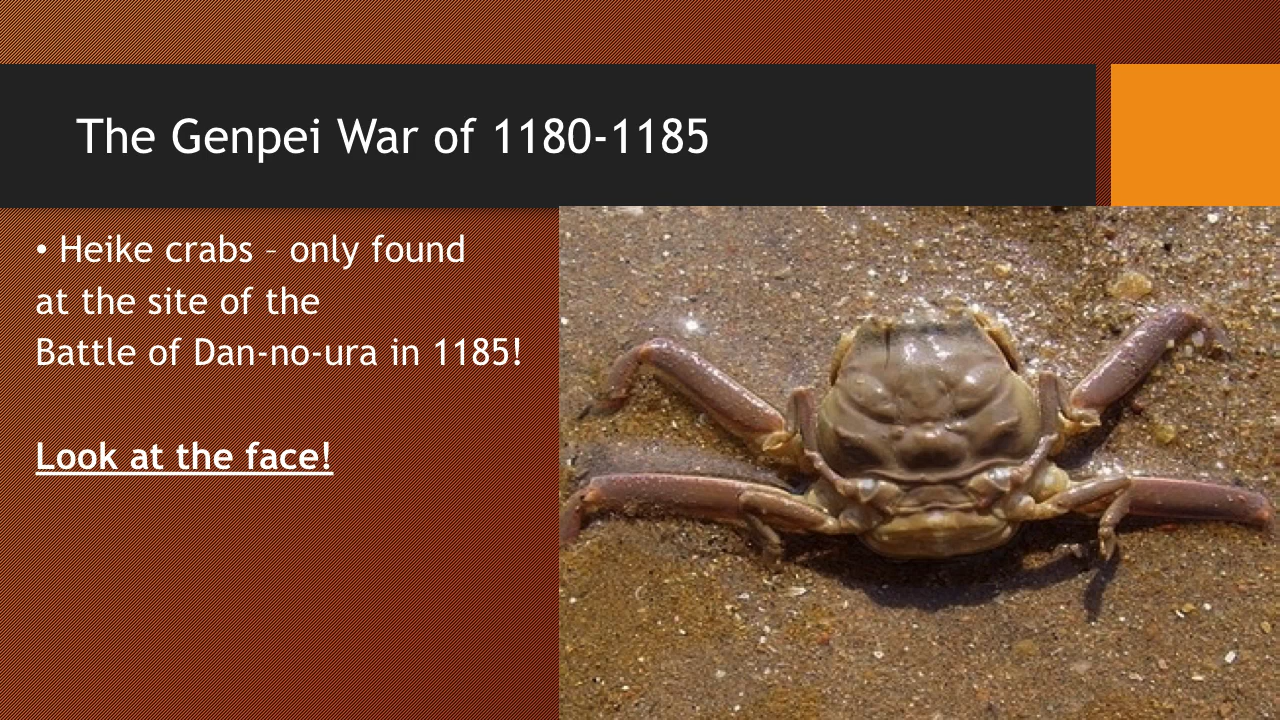 The Genpei War of 1180-1185
• Heike crabs – only found
at the site of the
Battle of Dan-no-ura in 1185!
Look at the face!